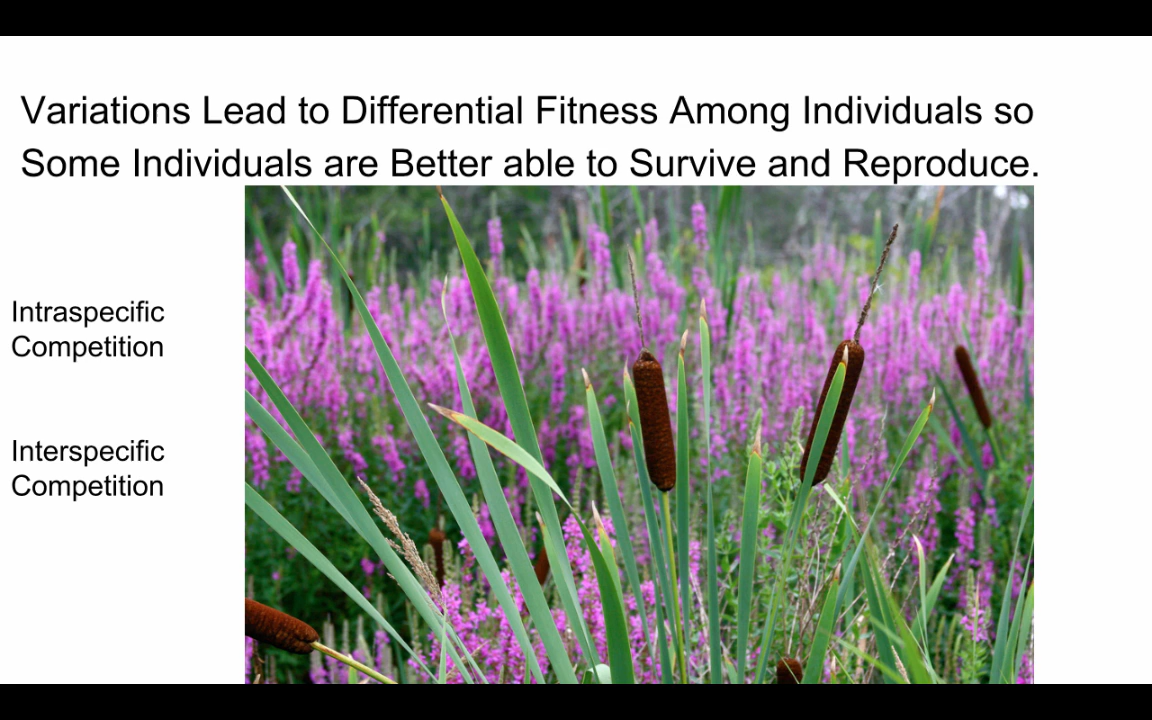 Variations Lead to Differential Fitness Among Individuals so
Some Individuals are Better able to Survive and Reproduce.
Intraspecific
Competition
Interspecific
Competition